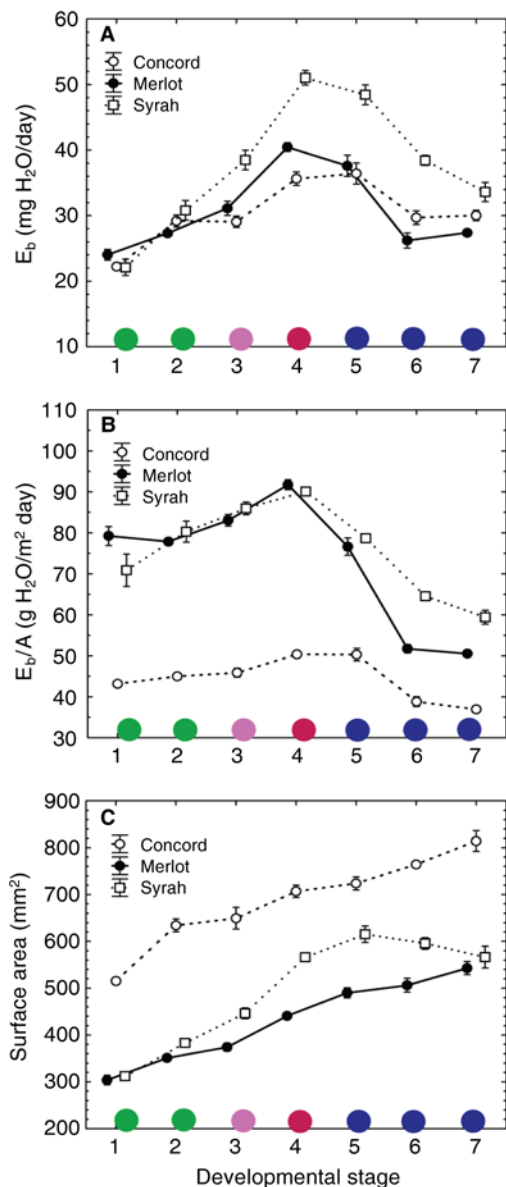 A
60
50
40
30
20
10
E_b (mg H₂O/day)
Concord
Merlot
Syrah
1 2 3 4 5 6 7
B
110
100
90
80
70
60
50
40
30
E_b/A (g H₂O/m² day)
Concord
Merlot
Syrah
1 2 3 4 5 6 7
C
900
800
700
600
500
400
300
200
Surface area (mm²)
Concord
Merlot
Syrah
1 2 3 4 5 6 7
Developmental stage